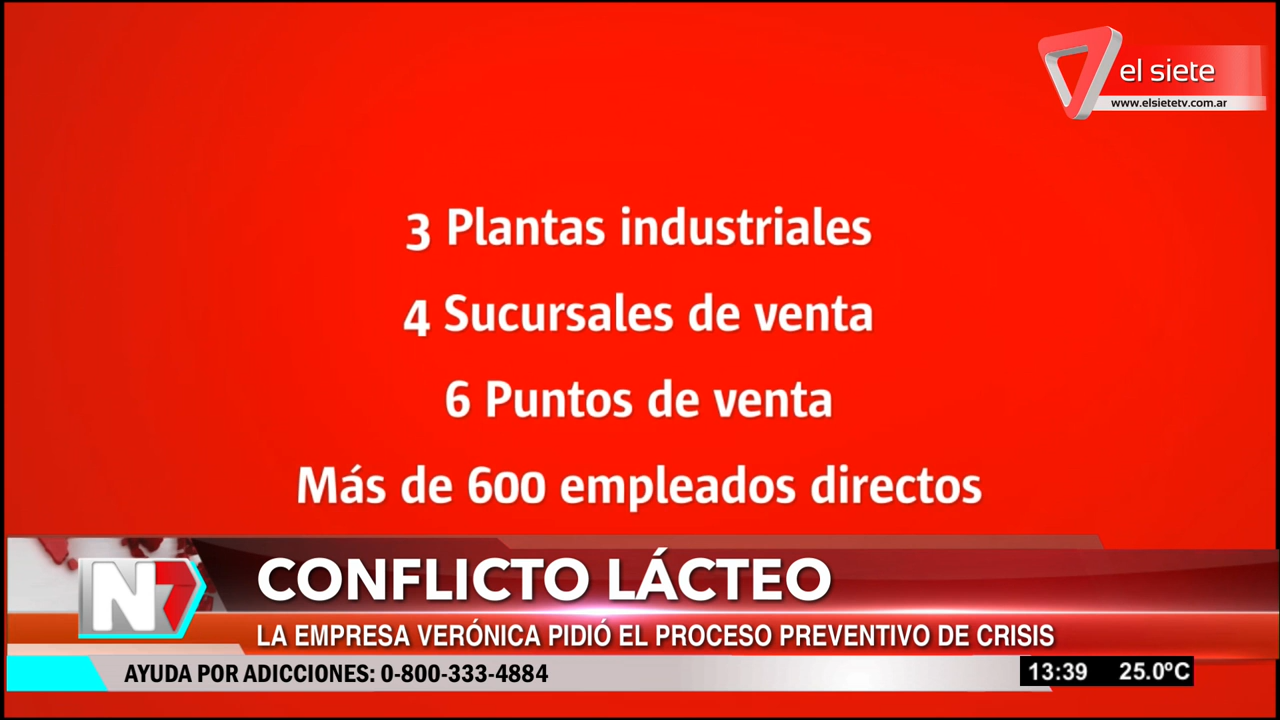 el siete
www.elsietetv.com.ar
3 Plantas industriales
4 Sucursales de venta
6 Puntos de venta
Más de 600 empleados directos
N7
CONFLICTO LÁCTEO
LA EMPRESA VERÓNICA PIDIÓ EL PROCESO PREVENTIVO DE CRISIS
AYUDA POR ADICCIONES: 0-800-333-4884
13:39 25.0ºC